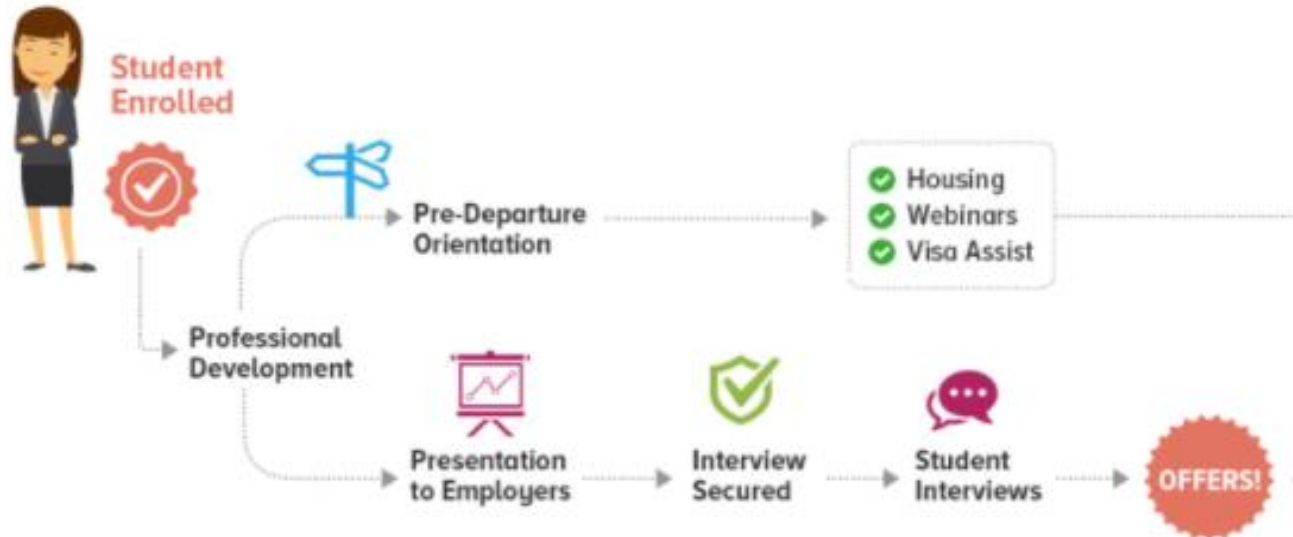 Student
Enrolled
Pre-Departure
Orientation
Housing
Webinars
Visa Assist
Professional
Development
Presentation
to Employers
Interview
Secured
Student
Interviews
OFFERS!